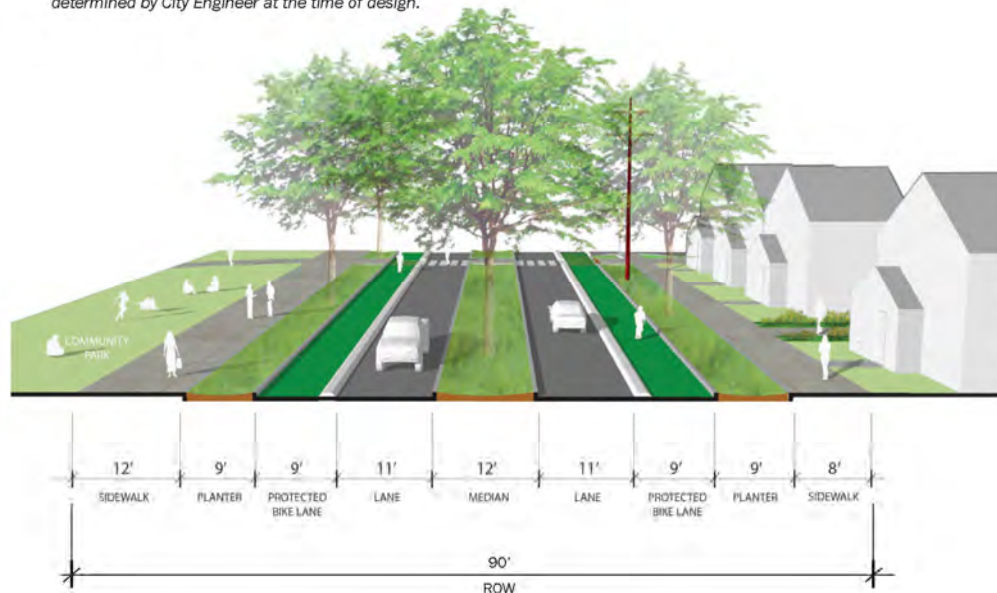 determined by City Engineer at the time of design.
COMMUNITY
PARK
12' 9' 9' 11' 12' 11' 9' 9' 8'
SIDEWALK PLANTER PROTECTED BIKE LANE LANE MEDIAN LANE PROTECTED BIKE LANE PLANTER SIDEWALK
90'
ROW